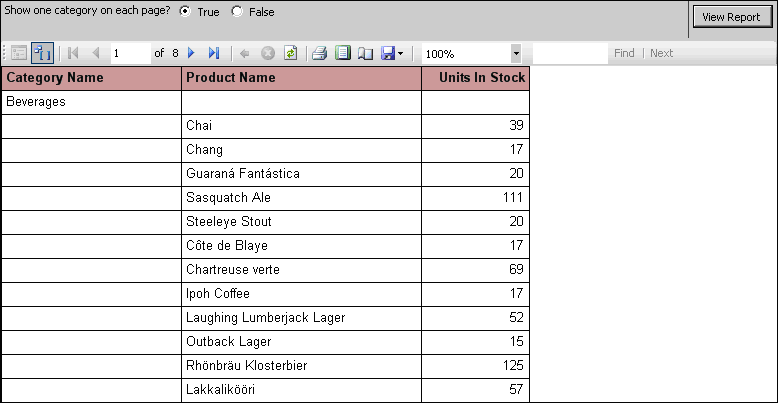 Show one category on each page? True False View Report
1 of 8 100% Find | Next
Category Name Product Name Units In Stock
Beverages
Chai 39
Chang 17
Guaraná Fantástica 20
Sasquatch Ale 111
Steeleye Stout 20
Côte de Blaye 17
Chartreuse verte 69
Ipoh Coffee 17
Laughing Lumberjack Lager 52
Outback Lager 15
Rhönbräu Klosterbier 125
Lakkalikööri 57